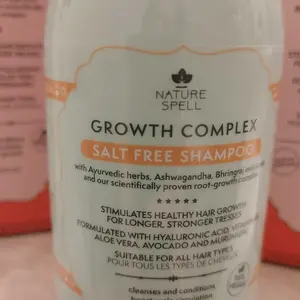 NATURE
SPELL
GROWTH COMPLEX
SALT FREE SHAMPOO
with Ayurvedic herbs, Ashwagandha, Bhringraj
and our scientifically proven root-growth complex
STIMULATES HEALTHY HAIR GROWTH
FOR LONGER, STRONGER TRESSES
FORMULATED WITH HYALURONIC ACID,
ALOE VERA, AVOCADO AND
SUITABLE FOR ALL HAIR TYPES
POUR TOUS LES TYPES DE CHEVEUX
cleanses and conditions